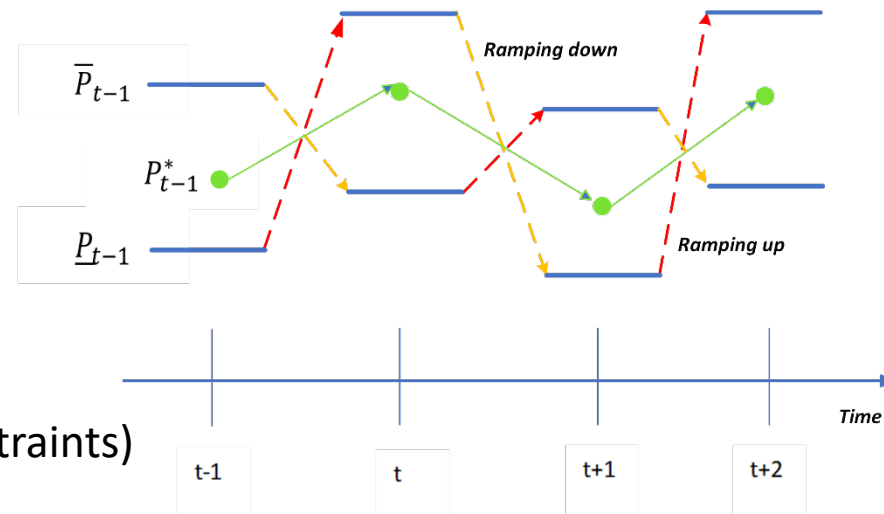 Ramping down
P̅ₜ₋₁
P*ₜ₋₁
P̲ₜ₋₁
Ramping up
Time
traints)
t-1
t
t+1
t+2